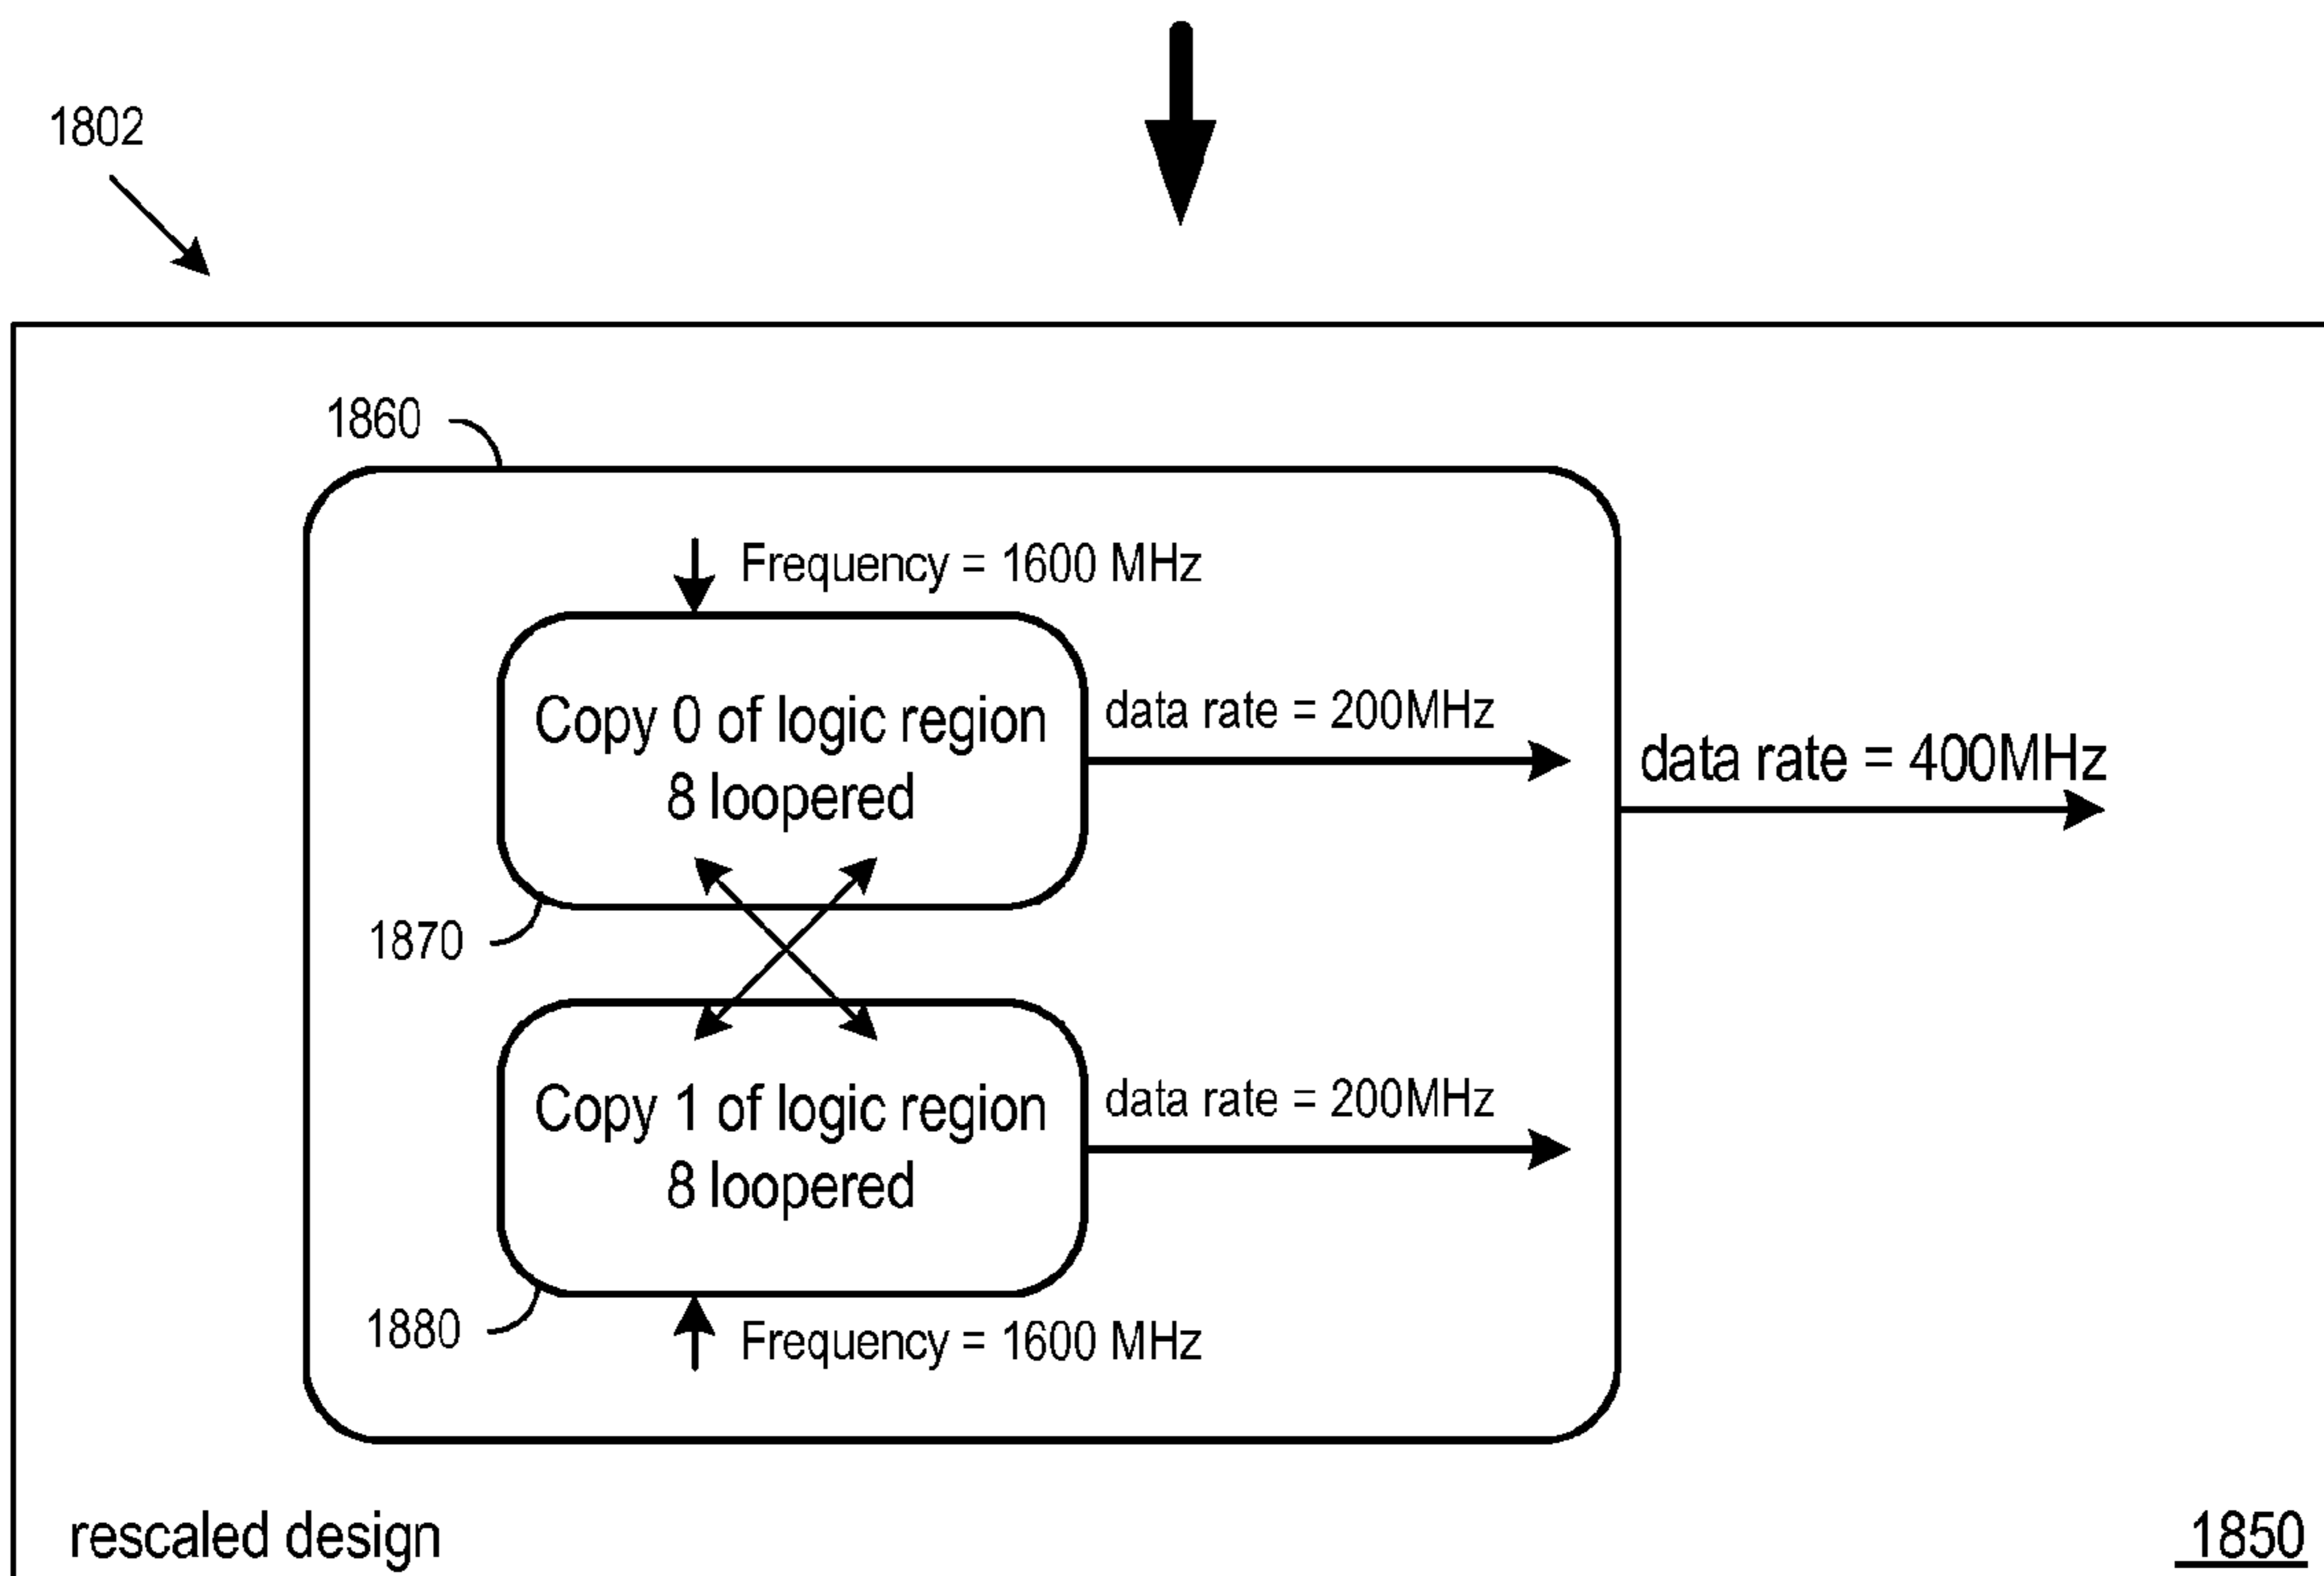 1802
1860
Frequency = 1600 MHz
Copy 0 of logic region
8 loopered
data rate = 200MHz
data rate = 400MHz
1870
Copy 1 of logic region
8 loopered
data rate = 200MHz
1880
Frequency = 1600 MHz
rescaled design
1850